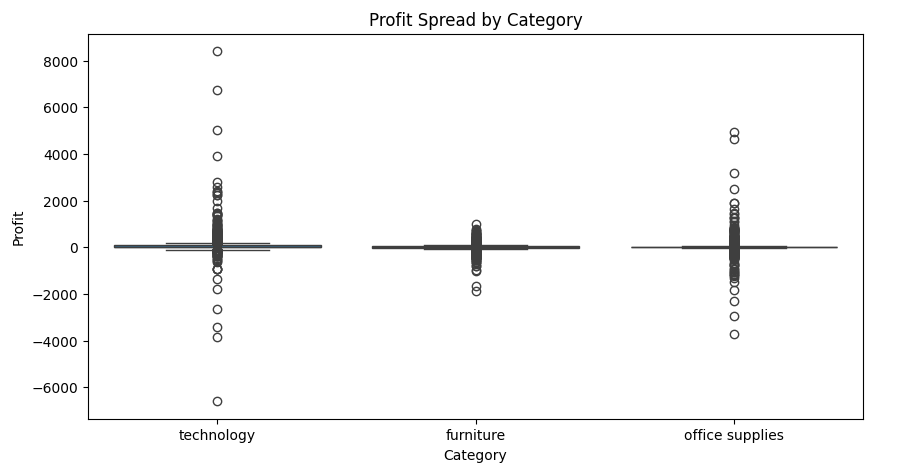 Profit Spread by Category
8000
6000
4000
2000
0
−2000
−4000
−6000
Profit
technology furniture office supplies
Category